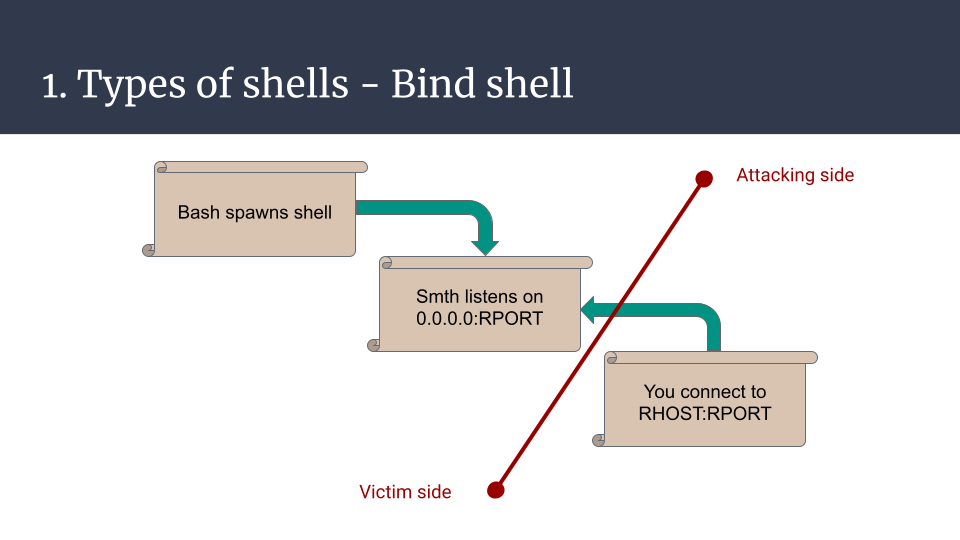 1. Types of shells - Bind shell
Attacking side
Bash spawns shell
Smth listens on
0.0.0.0:RPORT
You connect to
RHOST:RPORT
Victim side